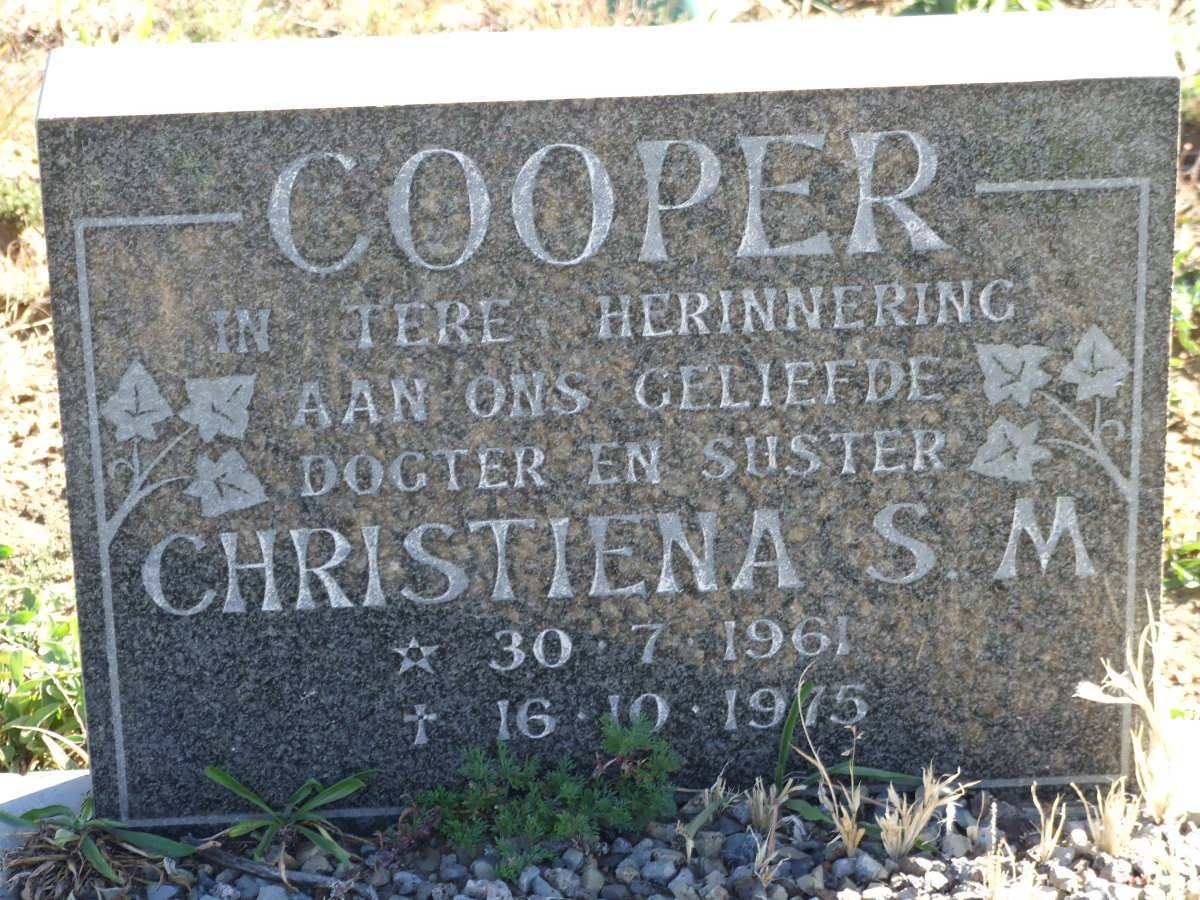 COOPER
IN TERE HERINNERING
AAN ONS GELIEFDE
DOGTER EN SUSTER
CHRISTIENA S. M
30 · 7 · 1961
16 · 10 · 1975